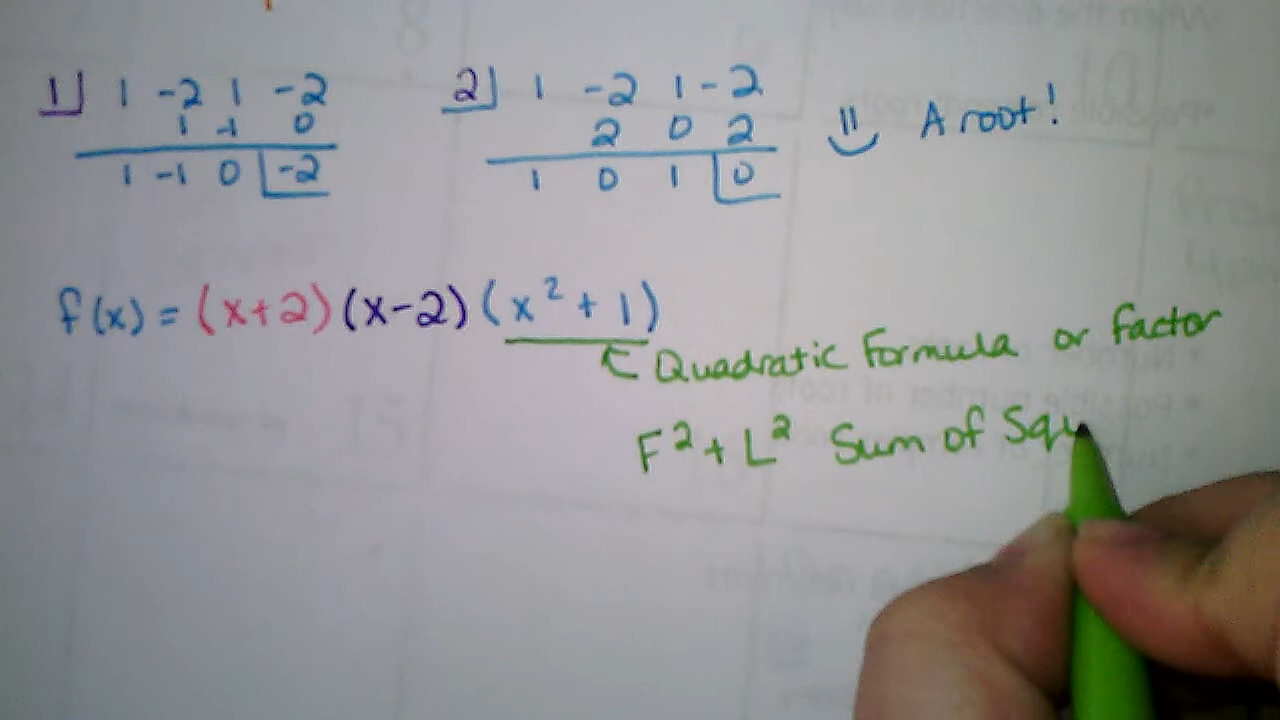 1 1 -2 1 -2
1 -1 0
1 -1 0 -2
2 1 -2 1 -2
2 0 2
1 0 1 0
A root!
f(x) = (x+2)(x-2)(x²+1)
Quadratic Formula or factor
F²+L² Sum of Squ